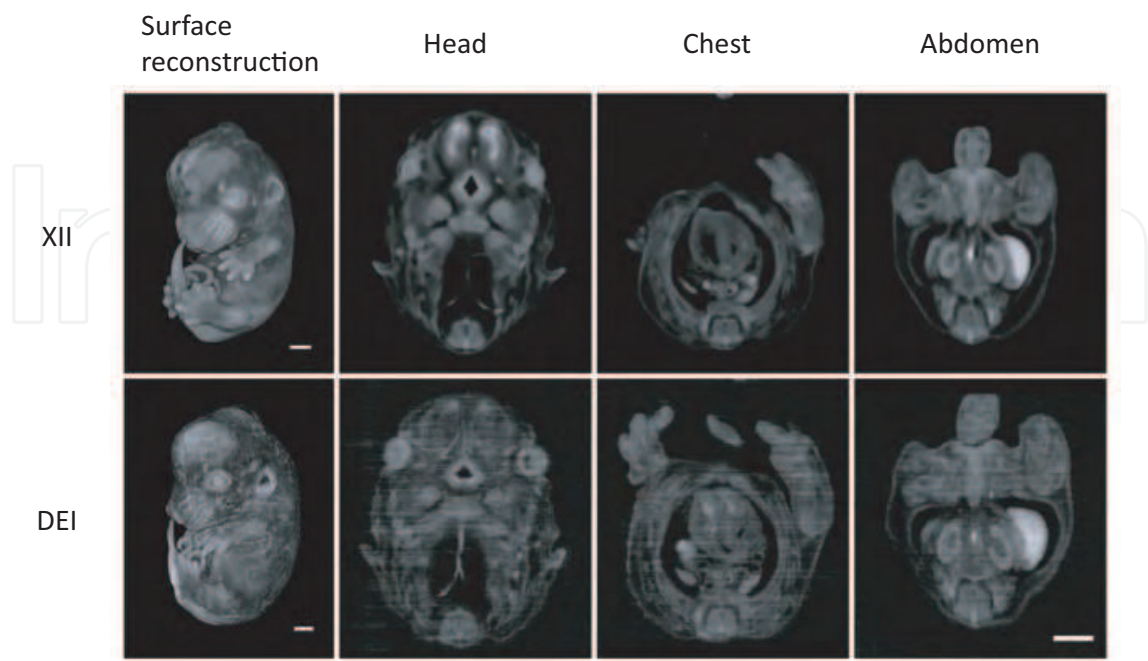 Surface
reconstruction
Head
Chest
Abdomen
XII
DEI